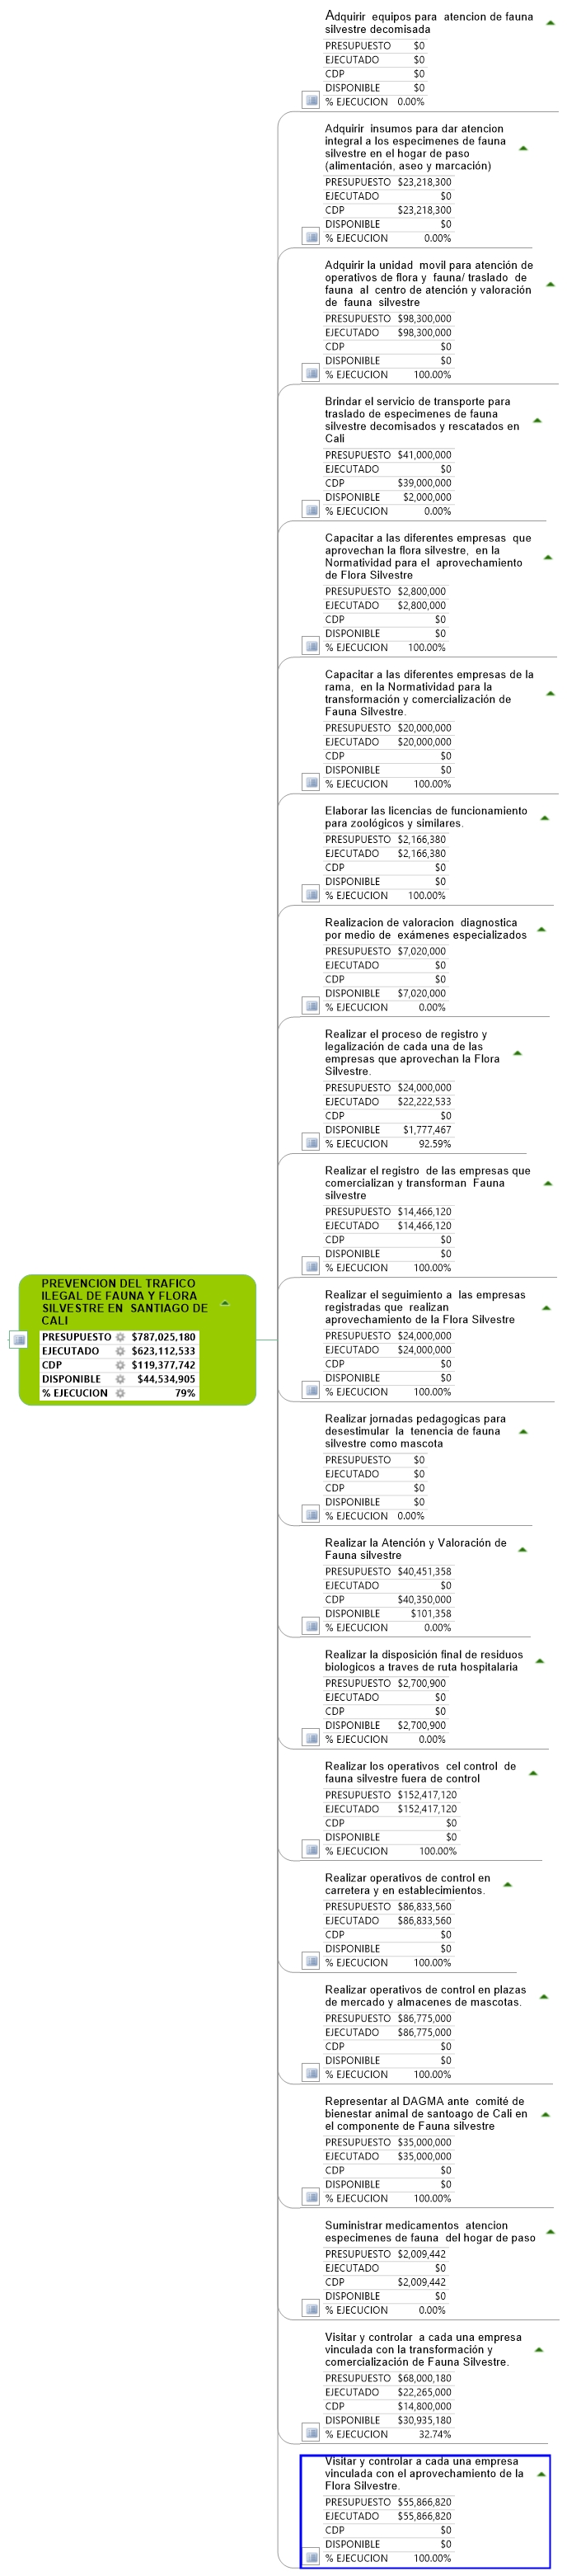 Adquirir equipos para atencion de fauna
silvestre decomisada
PRESUPUESTO $0
EJECUTADO $0
CDP $0
DISPONIBLE $0
% EJECUCION 0.00%
Adquirir insumos para dar atencion
integral a los especimenes de fauna
silvestre en el hogar de paso
(alimentación, aseo y marcación)
PRESUPUESTO $23,218,300
EJECUTADO $0
CDP $23,218,300
DISPONIBLE $0
% EJECUCION 0.00%
Adquirir la unidad movil para atención de
operativos de flora y fauna/ traslado de
fauna al centro de atención y valoración
de fauna silvestre
PRESUPUESTO $98,300,000
EJECUTADO $98,300,000
CDP $0
DISPONIBLE $0
% EJECUCION 100.00%
Brindar el servicio de transporte para
traslado de especimenes de fauna
silvestre decomisados y rescatados en
Cali
PRESUPUESTO $41,000,000
EJECUTADO $0
CDP $39,000,000
DISPONIBLE $2,000,000
% EJECUCION 0.00%
Capacitar a las diferentes empresas que
aprovechan la flora silvestre, en la
Normatividad para el aprovechamiento
de Flora Silvestre
PRESUPUESTO $2,800,000
EJECUTADO $2,800,000
CDP $0
DISPONIBLE $0
% EJECUCION 100.00%
Capacitar a las diferentes empresas de la
rama, en la Normatividad para la
transformación y comercialización de
Fauna Silvestre.
PRESUPUESTO $20,000,000
EJECUTADO $20,000,000
CDP $0
DISPONIBLE $0
% EJECUCION 100.00%
Elaborar las licencias de funcionamiento
para zoológicos y similares.
PRESUPUESTO $2,166,380
EJECUTADO $2,166,380
CDP $0
DISPONIBLE $0
% EJECUCION 100.00%
Realizacion de valoracion diagnostica
por medio de exámenes especializados
PRESUPUESTO $7,020,000
EJECUTADO $0
CDP $0
DISPONIBLE $7,020,000
% EJECUCION 0.00%
Realizar el proceso de registro y
legalización de cada una de las
empresas que aprovechan la Flora
Silvestre.
PRESUPUESTO $24,000,000
EJECUTADO $22,222,533
CDP $0
DISPONIBLE $1,777,467
% EJECUCION 92.59%
Realizar el registro de las empresas que
comercializan y transforman Fauna
silvestre
PRESUPUESTO $14,466,120
EJECUTADO $14,466,120
CDP $0
DISPONIBLE $0
% EJECUCION 100.00%
PREVENCION DEL TRAFICO
ILEGAL DE FAUNA Y FLORA
SILVESTRE EN SANTIAGO DE
CALI
PRESUPUESTO $787,025,180
EJECUTADO $623,112,533
CDP $119,377,742
DISPONIBLE $44,534,905
% EJECUCION 79%
Realizar el seguimiento a las empresas
registradas que realizan
aprovechamiento de la Flora Silvestre
PRESUPUESTO $24,000,000
EJECUTADO $24,000,000
CDP $0
DISPONIBLE $0
% EJECUCION 100.00%
Realizar jornadas pedagogicas para
desestimular la tenencia de fauna
silvestre como mascota
PRESUPUESTO $0
EJECUTADO $0
CDP $0
DISPONIBLE $0
% EJECUCION 0.00%
Realizar la Atención y Valoración de
Fauna silvestre
PRESUPUESTO $40,451,358
EJECUTADO $0
CDP $40,350,000
DISPONIBLE $101,358
% EJECUCION 0.00%
Realizar la disposición final de residuos
biologicos a traves de ruta hospitalaria
PRESUPUESTO $2,700,900
EJECUTADO $0
CDP $0
DISPONIBLE $2,700,900
% EJECUCION 0.00%
Realizar los operativos cel control de
fauna silvestre fuera de control
PRESUPUESTO $152,417,120
EJECUTADO $152,417,120
CDP $0
DISPONIBLE $0
% EJECUCION 100.00%
Realizar operativos de control en
carretera y en establecimientos.
PRESUPUESTO $86,833,560
EJECUTADO $86,833,560
CDP $0
DISPONIBLE $0
% EJECUCION 100.00%
Realizar operativos de control en plazas
de mercado y almacenes de mascotas.
PRESUPUESTO $86,775,000
EJECUTADO $86,775,000
CDP $0
DISPONIBLE $0
% EJECUCION 100.00%
Representar al DAGMA ante comité de
bienestar animal de santoago de Cali en
el componente de Fauna silvestre
PRESUPUESTO $35,000,000
EJECUTADO $35,000,000
CDP $0
DISPONIBLE $0
% EJECUCION 100.00%
Suministrar medicamentos atencion
especimenes de fauna del hogar de paso
PRESUPUESTO $2,009,442
EJECUTADO $0
CDP $2,009,442
DISPONIBLE $0
% EJECUCION 0.00%
Visitar y controlar a cada una empresa
vinculada con la transformación y
comercialización de Fauna Silvestre.
PRESUPUESTO $68,000,180
EJECUTADO $22,265,000
CDP $14,800,000
DISPONIBLE $30,935,180
% EJECUCION 32.74%
Visitar y controlar a cada una empresa
vinculada con el aprovechamiento de la
Flora Silvestre.
PRESUPUESTO $55,866,820
EJECUTADO $55,866,820
CDP $0
DISPONIBLE $0
% EJECUCION 100.00%